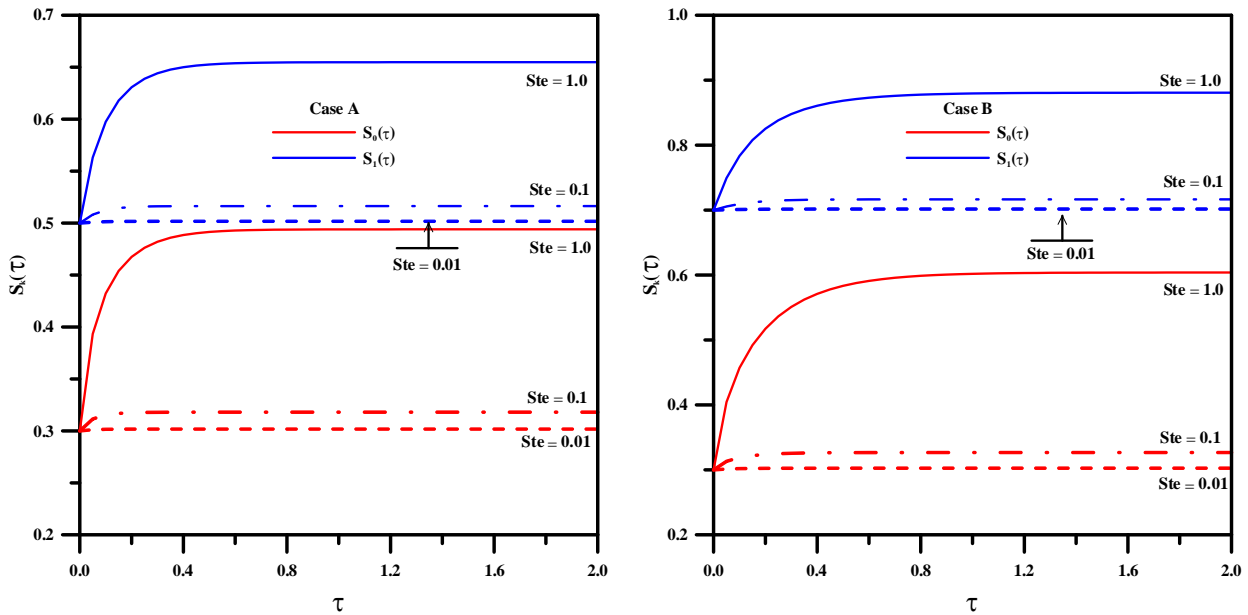 0.7
0.6
0.5
0.4
0.3
0.2
Sₖ(τ)
Ste = 1.0
Case A
S₀(τ)
S₁(τ)
Ste = 0.1
Ste = 1.0
Ste = 0.01
Ste = 0.1
Ste = 0.01
0.0 0.4 0.8 1.2 1.6 2.0
τ
1.0
0.8
0.6
0.4
0.2
Sₖ(τ)
Ste = 1.0
Case B
S₀(τ)
S₁(τ)
Ste = 0.1
Ste = 0.01
Ste = 1.0
Ste = 0.1
Ste = 0.01
0.0 0.4 0.8 1.2 1.6 2.0
τ